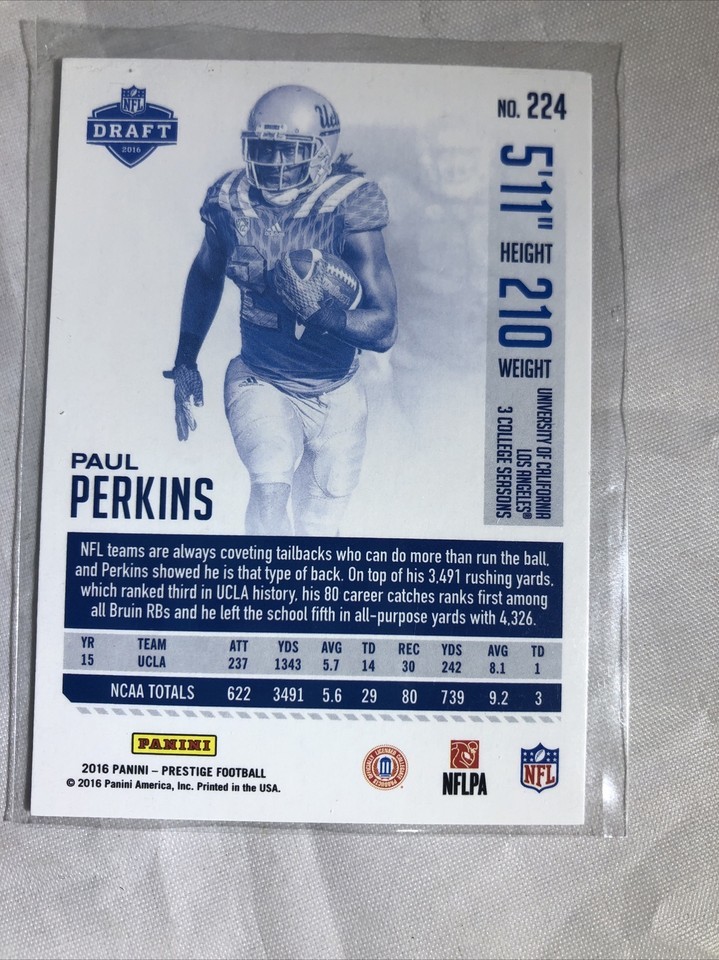 NFL
DRAFT
2016
NO. 224
5'11"
HEIGHT
210
WEIGHT
UNIVERSITY OF CALIFORNIA
LOS ANGELES®
3 COLLEGE SEASONS
PAUL
PERKINS
NFL teams are always coveting tailbacks who can do more than run the ball,
and Perkins showed he is that type of back. On top of his 3,491 rushing yards,
which ranked third in UCLA history, his 80 career catches ranks first among
all Bruin RBs and he left the school fifth in all-purpose yards with 4,326.
YR TEAM ATT YDS AVG TD REC YDS AVG TD
15 UCLA 237 1343 5.7 14 30 242 8.1 1
NCAA TOTALS 622 3491 5.6 29 80 739 9.2 3
PANINI
2016 PANINI – PRESTIGE FOOTBALL
© 2016 Panini America, Inc. Printed in the USA.
OFFICIALLY LICENSED COLLEGIATE PRODUCTS
NFLPA
NFL